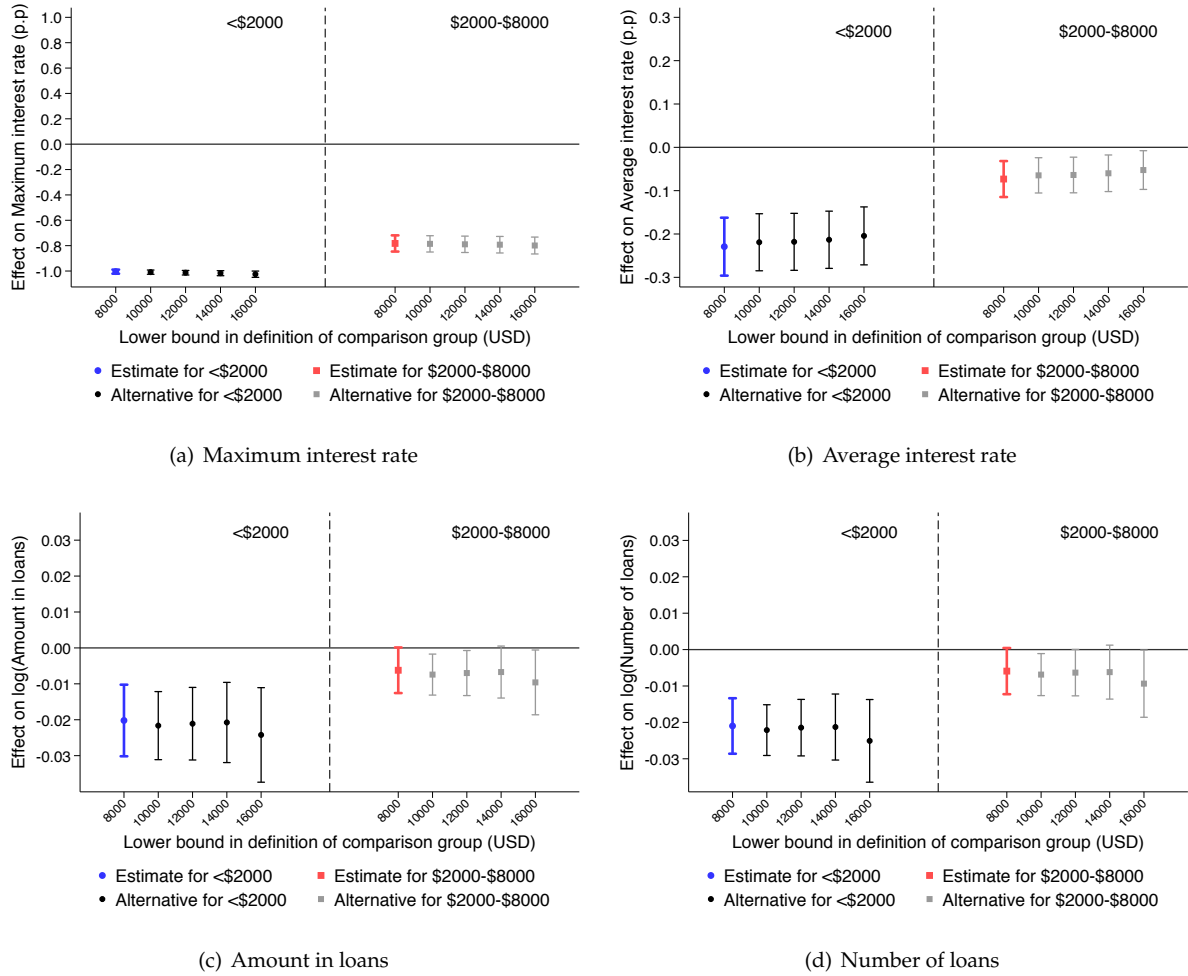 <$2000
$2000-$8000
Effect on Maximum interest rate (p.p)
1.0
0.8
0.6
0.4
0.2
0.0
-0.2
-0.4
-0.6
-0.8
-1.0
8000
10000
12000
14000
16000
8000
10000
12000
14000
16000
Lower bound in definition of comparison group (USD)
Estimate for <$2000
Estimate for $2000-$8000
Alternative for <$2000
Alternative for $2000-$8000
(a) Maximum interest rate
<$2000
$2000-$8000
Effect on Average interest rate (p.p)
0.3
0.2
0.1
0.0
-0.1
-0.2
-0.3
8000
10000
12000
14000
16000
8000
10000
12000
14000
16000
Lower bound in definition of comparison group (USD)
Estimate for <$2000
Estimate for $2000-$8000
Alternative for <$2000
Alternative for $2000-$8000
(b) Average interest rate
<$2000
$2000-$8000
Effect on log(Amount in loans)
0.03
0.02
0.01
0.00
-0.01
-0.02
-0.03
8000
10000
12000
14000
16000
8000
10000
12000
14000
16000
Lower bound in definition of comparison group (USD)
Estimate for <$2000
Estimate for $2000-$8000
Alternative for <$2000
Alternative for $2000-$8000
(c) Amount in loans
<$2000
$2000-$8000
Effect on log(Number of loans)
0.03
0.02
0.01
0.00
-0.01
-0.02
-0.03
8000
10000
12000
14000
16000
8000
10000
12000
14000
16000
Lower bound in definition of comparison group (USD)
Estimate for <$2000
Estimate for $2000-$8000
Alternative for <$2000
Alternative for $2000-$8000
(d) Number of loans